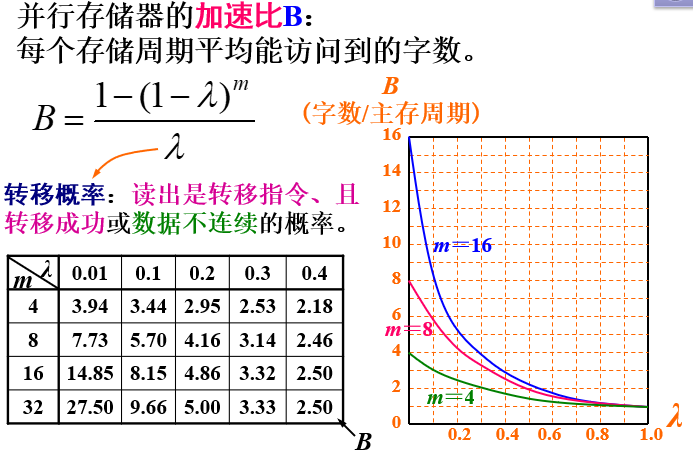 并行存储器的加速比B：
每个存储周期平均能访问到的字数。
B = 1−(1−λ)^m / λ
转移概率：读出是转移指令、且
转移成功或数据不连续的概率。
m λ 0.01 0.1 0.2 0.3 0.4
4 3.94 3.44 2.95 2.53 2.18
8 7.73 5.70 4.16 3.14 2.46
16 14.85 8.15 4.86 3.32 2.50
32 27.50 9.66 5.00 3.33 2.50
B
B
(字数/主存周期)
16
14
12
10
8
6
4
2
0
m＝16
m＝8
m＝4
0.2 0.4 0.6 0.8 1.0
λ